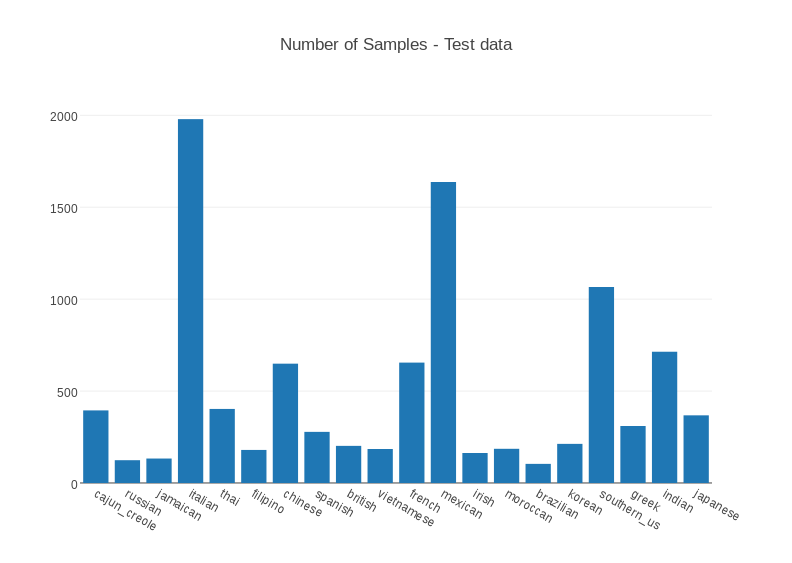 Number of Samples - Test data
2000
1500
1000
500
0
cajun_creole
russian
jamaican
italian
thai
filipino
chinese
spanish
british
vietnamese
french
mexican
irish
moroccan
brazilian
korean
southern_us
greek
indian
japanese